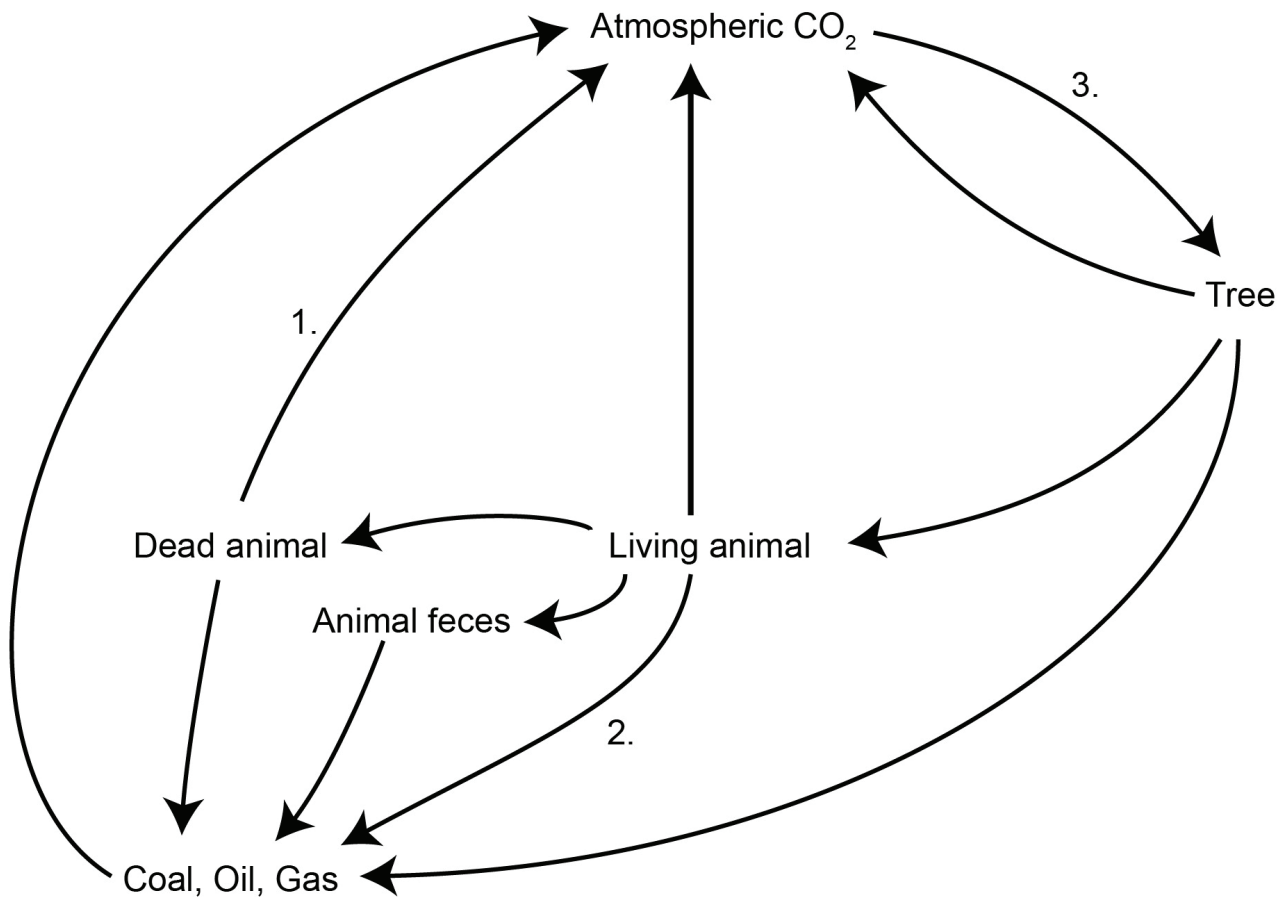 Atmospheric CO₂
3.
Tree
1.
Dead animal
Living animal
Animal feces
2.
Coal, Oil, Gas